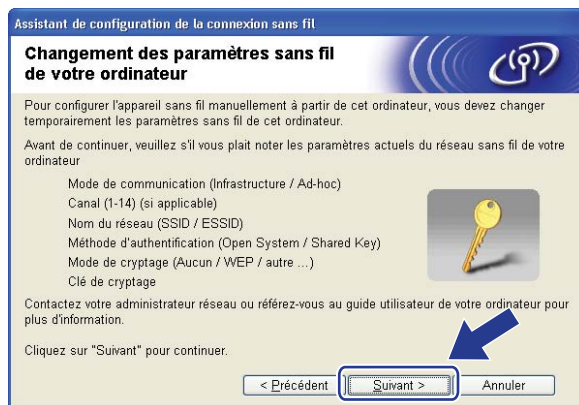 Assistant de configuration de la connexion sans fil
Changement des paramètres sans fil
de votre ordinateur
Pour configurer l'appareil sans fil manuellement à partir de cet ordinateur, vous devez changer
temporairement les paramètres sans fil de cet ordinateur.
Avant de continuer, veuillez s'il vous plait noter les paramètres actuels du réseau sans fil de votre
ordinateur
Mode de communication (Infrastructure / Ad-hoc)
Canal (1-14) (si applicable)
Nom du réseau (SSID / ESSID)
Méthode d'authentification (Open System / Shared Key)
Mode de cryptage (Aucun / WEP / autre ...)
Clé de cryptage
Contactez votre administrateur réseau ou référez-vous au guide utilisateur de votre ordinateur pour
plus d'information.
Cliquez sur "Suivant" pour continuer.
< Précédent
Suivant >
Annuler